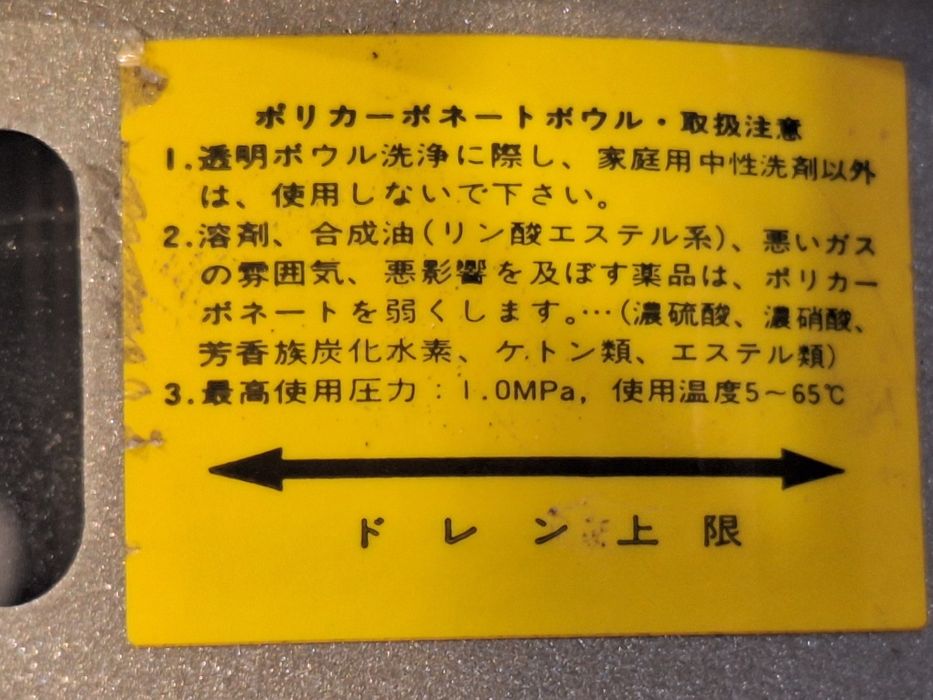 ポリカーボネートボウル・取扱注意
1.透明ボウル洗浄に際し、家庭用中性洗剤以外
は、使用しないで下さい。
2.溶剤、合成油(リン酸エステル系)、悪いガス
の雰囲気、悪影響を及ぼす薬品は、ポリカー
ボネートを弱くします。…(濃硫酸、濃硝酸、
芳香族炭化水素、ケトン類、エステル類)
3.最高使用圧力:1.0MPa, 使用温度5～65℃
ドレン上限